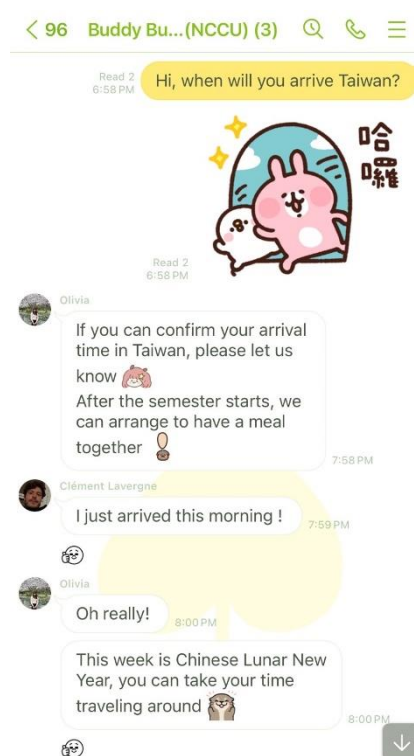 96 Buddy Bu...(NCCU) (3)
Read 2
6:58 PM
Hi, when will you arrive Taiwan?
哈
囉
Read 2
6:58 PM
Olivia
If you can confirm your arrival
time in Taiwan, please let us
know
After the semester starts, we
can arrange to have a meal
together
7:58 PM
Clément Lavergne
I just arrived this morning !
7:59 PM
Olivia
Oh really!
8:00 PM
This week is Chinese Lunar New
Year, you can take your time
traveling around
8:00 PM